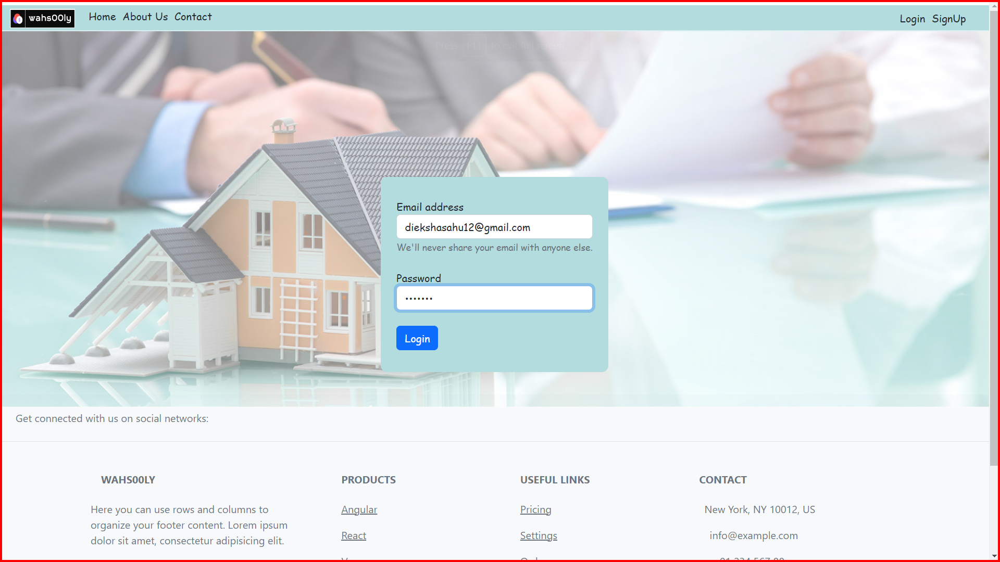 wahs00ly
Home About Us Contact
Login SignUp
Press F11 to exit full screen
Email address
diekshasahu12@gmail.com
We'll never share your email with anyone else.
Password
•••••••
Login
Get connected with us on social networks:
WAHS00LY
Here you can use rows and columns to
organize your footer content. Lorem ipsum
dolor sit amet, consectetur adipisicing elit.
PRODUCTS
Angular
React
USEFUL LINKS
Pricing
Settings
CONTACT
New York, NY 10012, US
info@example.com